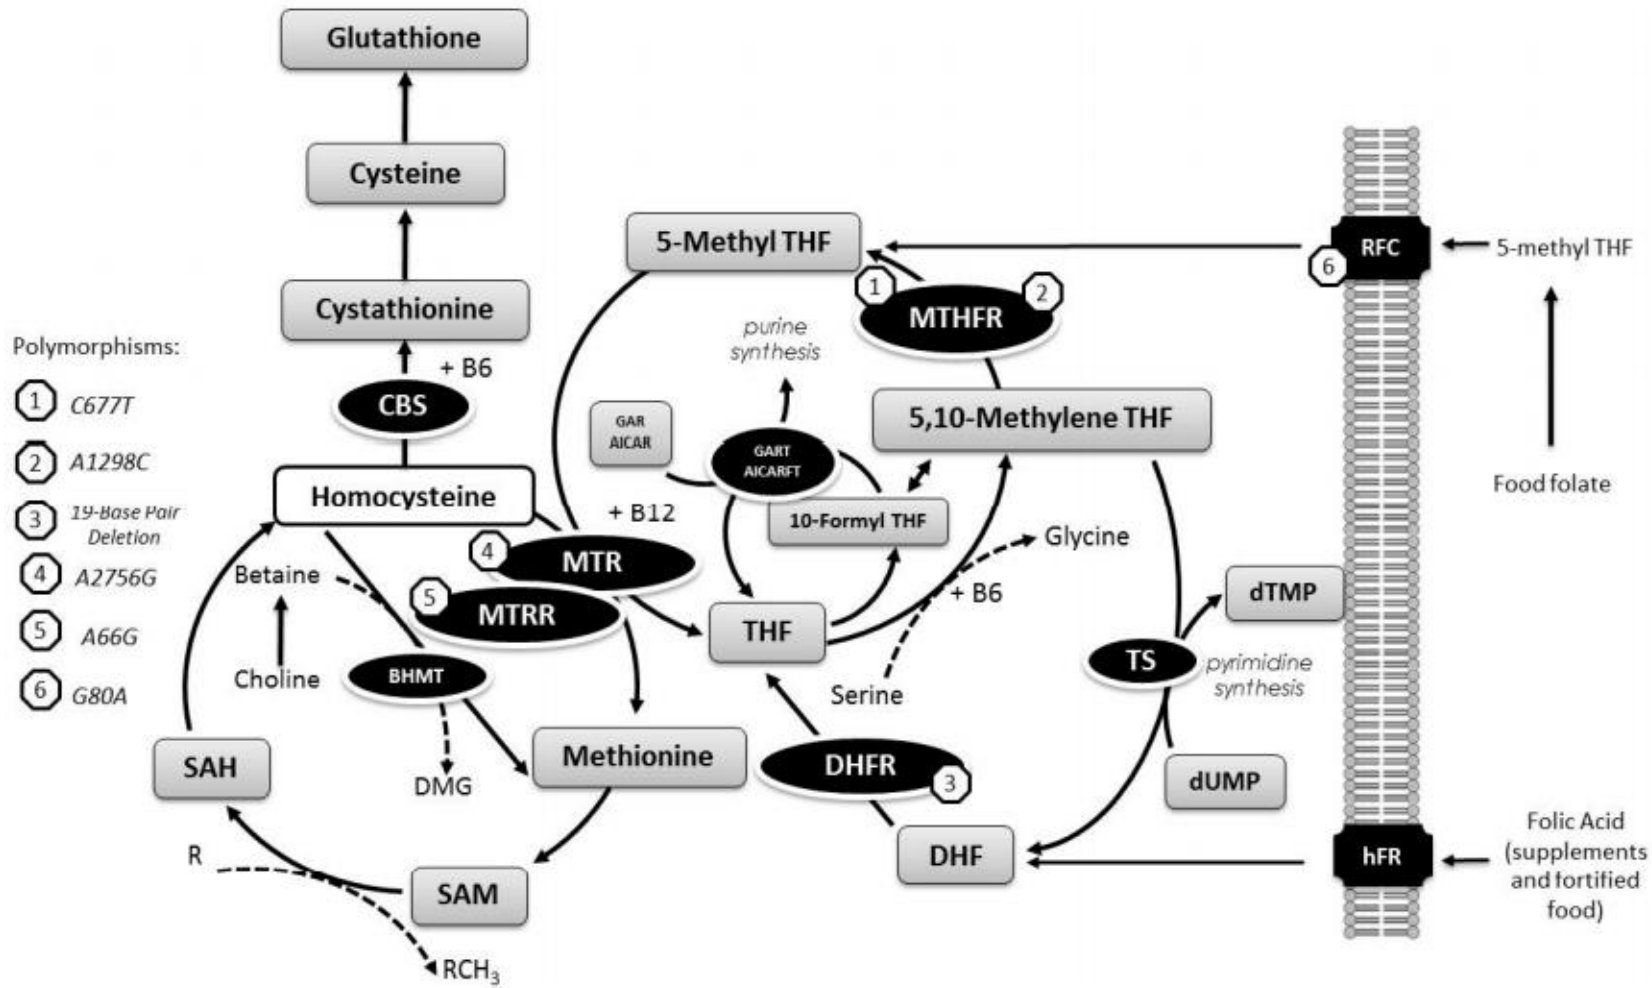 Glutathione
Cysteine
Cystathionine
+ B6
CBS
Homocysteine
Polymorphisms:
1 C677T
2 A1298C
3 19-Base Pair
Deletion
4 A2756G
5 A66G
6 G80A
Betaine
Choline
BHMT
DMG
SAH
R
SAM
RCH₃
Methionine
4
MTR
5
MTRR
+ B12
5-Methyl THF
1
MTHFR
2
purine
synthesis
GAR
AICAR
GART
AICARFT
5,10-Methylene THF
10-Formyl THF
Glycine
+ B6
THF
Serine
DHFR
3
DHF
TS
pyrimidine
synthesis
dTMP
dUMP
RFC
6
5-methyl THF
Food folate
hFR
Folic Acid
(supplements
and fortified
food)